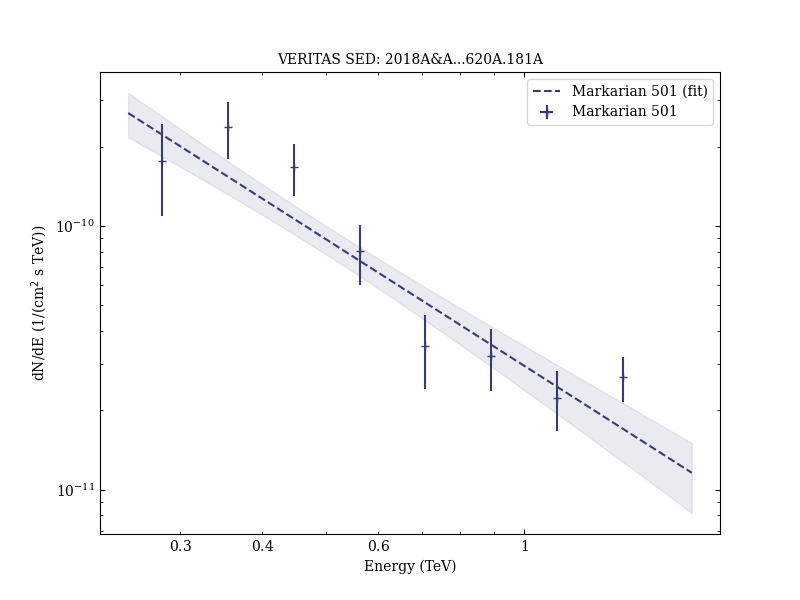 VERITAS SED: 2018A&A...620A.181A
Markarian 501 (fit)
Markarian 501
dN/dE (1/(cm² s TeV))
10⁻¹⁰
10⁻¹¹
0.3 0.4 0.6 1
Energy (TeV)